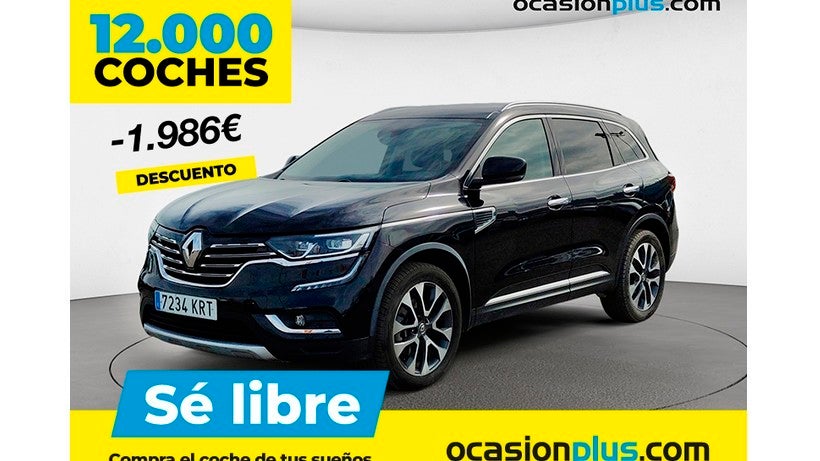 ocasionplus.com
12.000
COCHES
-1.986€
DESCUENTO
7234 KRT
Sé libre
Compra el coche de tus sueños
ocasionplus.com